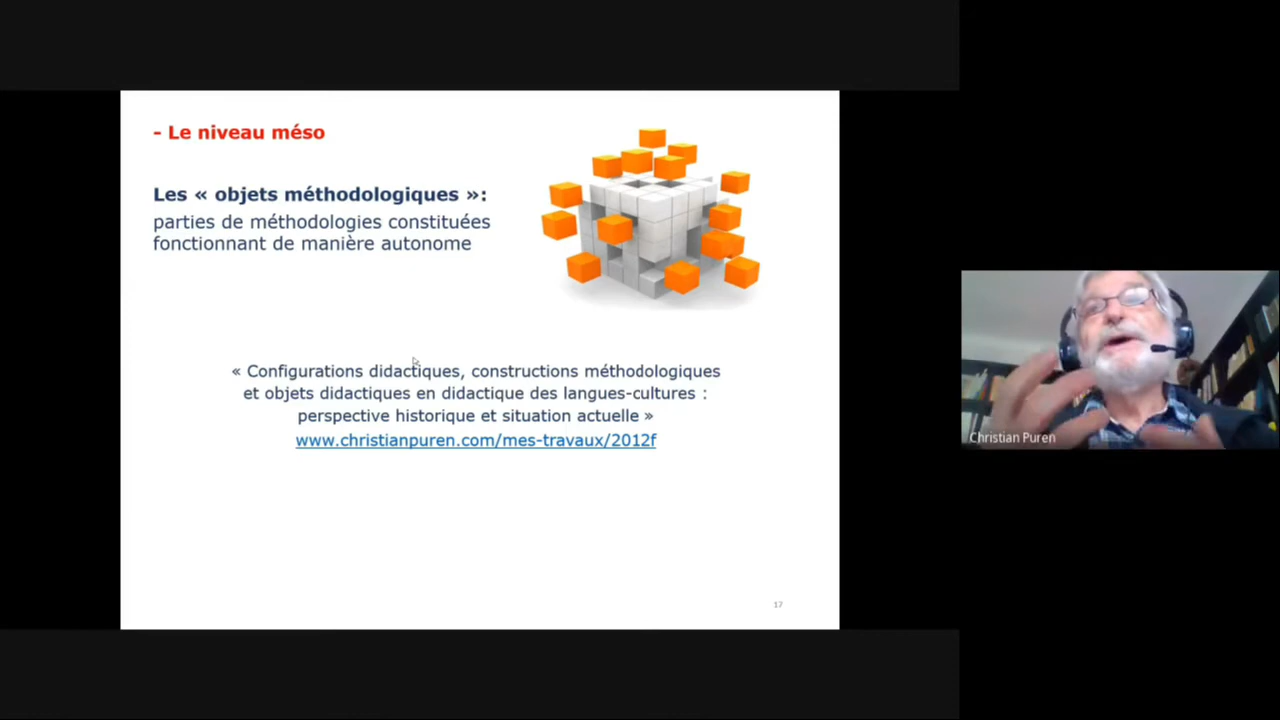 - Le niveau méso
Les « objets méthodologiques »:
parties de méthodologies constituées
fonctionnant de manière autonome
« Configurations didactiques, constructions méthodologiques
et objets didactiques en didactique des langues-cultures :
perspective historique et situation actuelle »
www.christianpuren.com/mes-travaux/2012f
17
Christian Puren